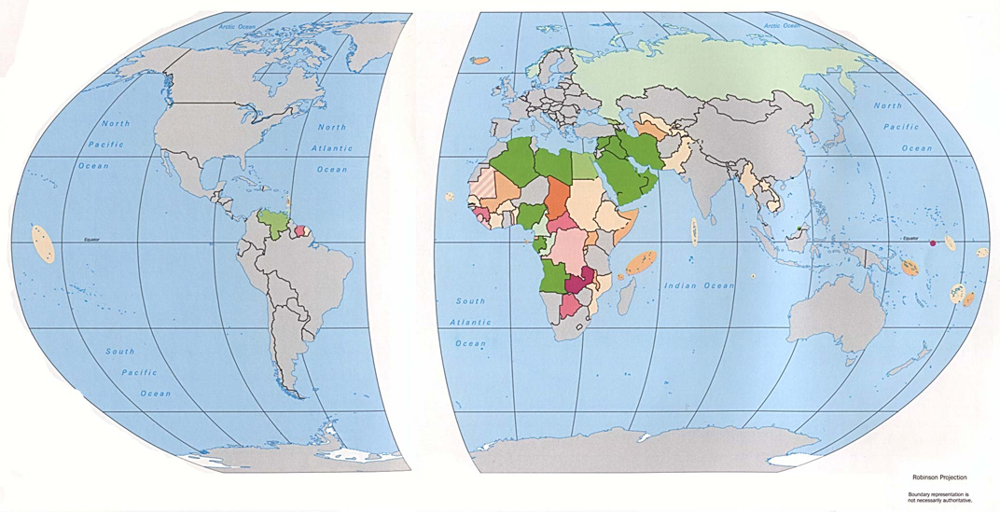 Arctic Ocean
Arctic Ocean
North
Pacific
Ocean
North
Atlantic
Ocean
North
Pacific
Ocean
Equator
Equator
Indian Ocean
South
Atlantic
Ocean
South
Pacific
Ocean
Robinson Projection
Boundary representation is
not necessarily authoritative.